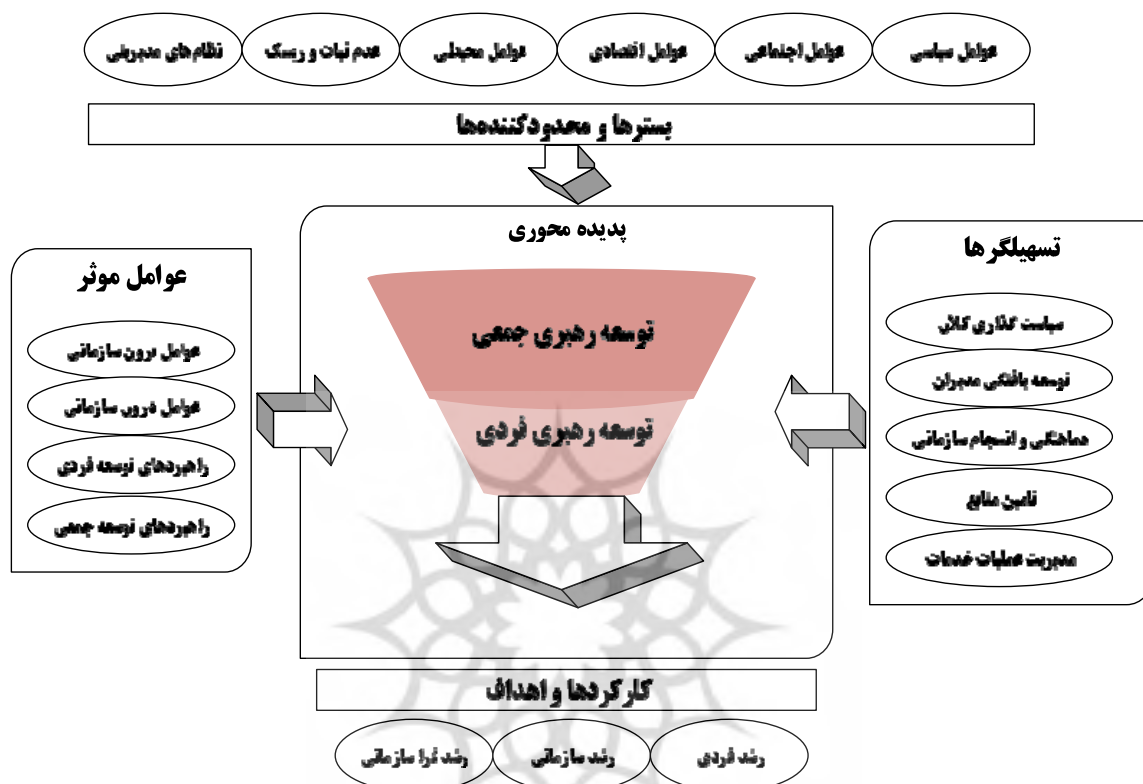 عوامل سیاسی
عوامل اجتماعی
عوامل اقتصادی
عوامل محیطی
عدم ثبات و ریسک
نظام‌های مدیریتی
بسترها و محدودکننده‌ها
پدیده محوری
توسعه رهبری جمعی
توسعه رهبری فردی
تسهیلگرها
سیاست گذاری کلان
توسعه یافتگی مدیران
هماهنگی و انسجام سازمانی
تامین منابع
مدیریت عملیات خدمات
عوامل موثر
عوامل برون سازمانی
عوامل درون سازمانی
راهبردهای توسعه فردی
راهبردهای توسعه جمعی
کارکردها و اهداف
رشد فردی
رشد سازمانی
رشد فرا سازمانی